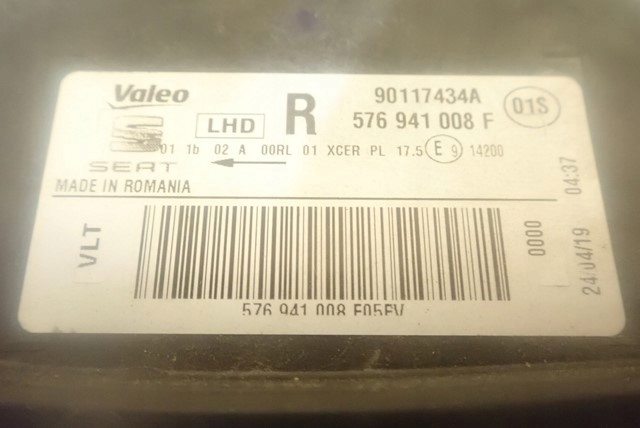 Valeo
LHD
R
90117434A
576 941 008 F
01S
SEAT
01 1b 02 A 00RL 01 XCER PL 17.5 E 9 14200
MADE IN ROMANIA
VLT
0000
24/04/19 04:37
576 941 008 F05FV